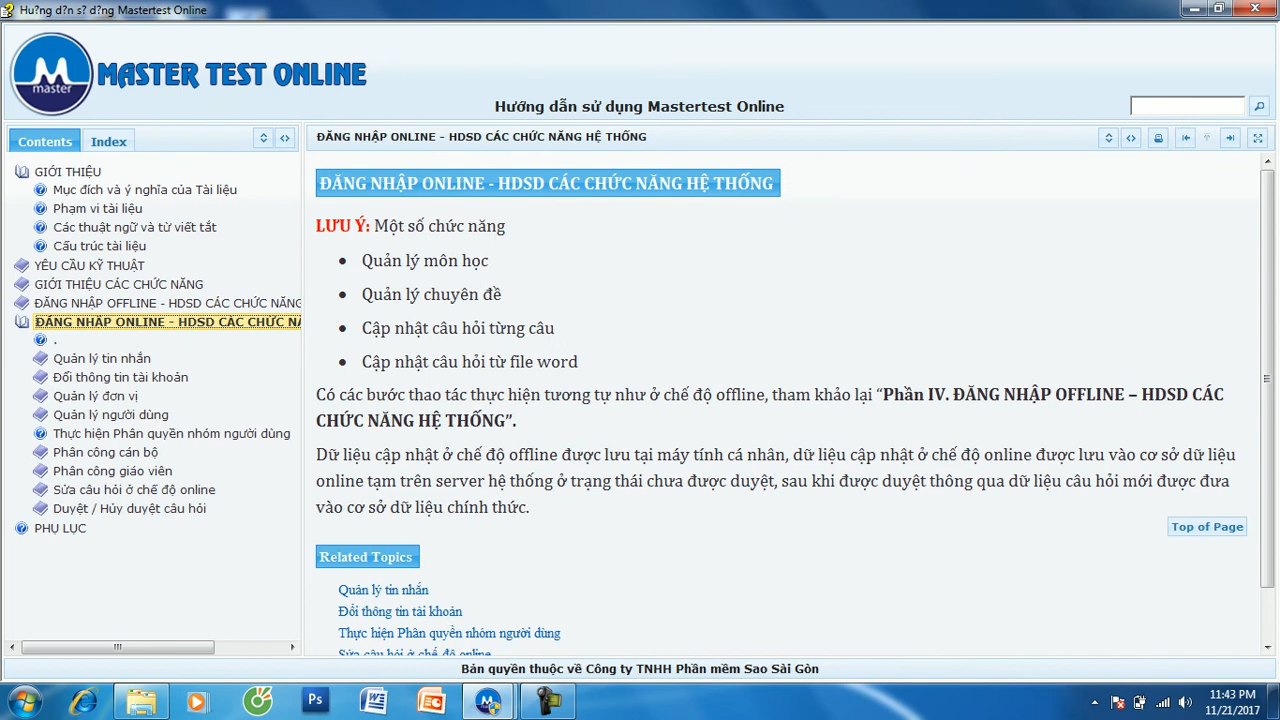 Hu?ng d?n s? d?ng Mastertest Online
master
MASTER TEST ONLINE
Hướng dẫn sử dụng Mastertest Online
Contents
Index
GIỚI THIỆU
Mục đích và ý nghĩa của Tài liệu
Phạm vi tài liệu
Các thuật ngữ và từ viết tắt
Cấu trúc tài liệu
YÊU CẦU KỸ THUẬT
GIỚI THIỆU CÁC CHỨC NĂNG
ĐĂNG NHẬP OFFLINE - HDSD CÁC CHỨC NĂNG
ĐĂNG NHẬP ONLINE - HDSD CÁC CHỨC NĂ
.
Quản lý tin nhắn
Đổi thông tin tài khoản
Quản lý đơn vị
Quản lý người dùng
Thực hiện Phân quyền nhóm người dùng
Phân công cán bộ
Phân công giáo viên
Sửa câu hỏi ở chế độ online
Duyệt / Hủy duyệt câu hỏi
PHỤ LỤC
ĐĂNG NHẬP ONLINE - HDSD CÁC CHỨC NĂNG HỆ THỐNG
ĐĂNG NHẬP ONLINE - HDSD CÁC CHỨC NĂNG HỆ THỐNG
LƯU Ý: Một số chức năng
• Quản lý môn học
• Quản lý chuyên đề
• Cập nhật câu hỏi từng câu
• Cập nhật câu hỏi từ file word
Có các bước thao tác thực hiện tương tự như ở chế độ offline, tham khảo lại “Phần IV. ĐĂNG NHẬP OFFLINE – HDSD CÁC
CHỨC NĂNG HỆ THỐNG”.
Dữ liệu cập nhật ở chế độ offline được lưu tại máy tính cá nhân, dữ liệu cập nhật ở chế độ online được lưu vào cơ sở dữ liệu
online tạm trên server hệ thống ở trạng thái chưa được duyệt, sau khi được duyệt thông qua dữ liệu câu hỏi mới được đưa
vào cơ sở dữ liệu chính thức.
Top of Page
Related Topics
Quản lý tin nhắn
Đổi thông tin tài khoản
Thực hiện Phân quyền nhóm người dùng
Sửa câu hỏi ở chế độ online
Bản quyền thuộc về Công ty TNHH Phần mềm Sao Sài Gòn
Ps
11:43 PM
11/21/2017